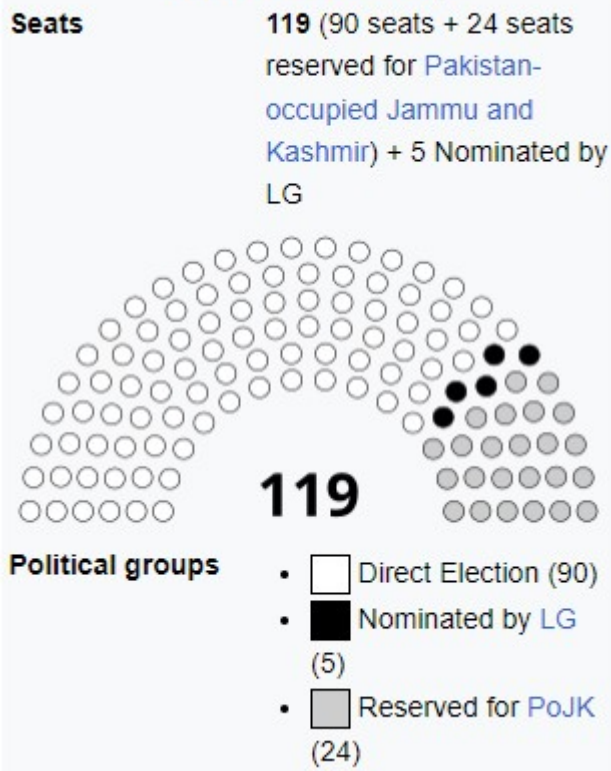 Seats
119 (90 seats + 24 seats
reserved for Pakistan-
occupied Jammu and
Kashmir) + 5 Nominated by
LG
119
Political groups
• Direct Election (90)
• Nominated by LG
(5)
• Reserved for PoJK
(24)